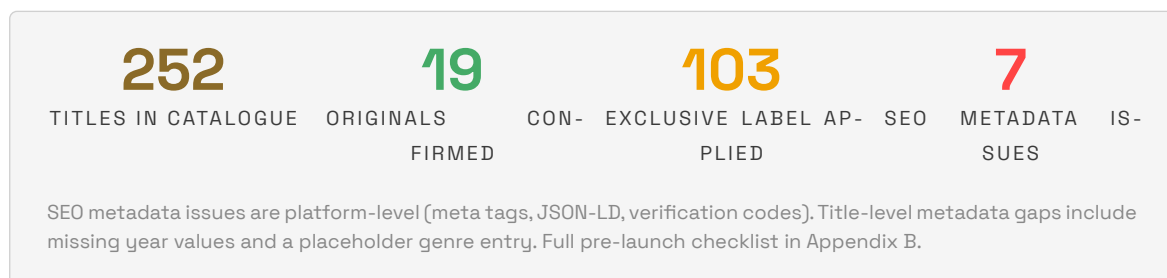 252 19 103 7
TITLES IN CATALOGUE ORIGINALS CON- EXCLUSIVE LABEL AP- SEO METADATA IS-
FIRMED PLIED SUES
SEO metadata issues are platform-level (meta tags, JSON-LD, verification codes). Title-level metadata gaps include
missing year values and a placeholder genre entry. Full pre-launch checklist in Appendix B.